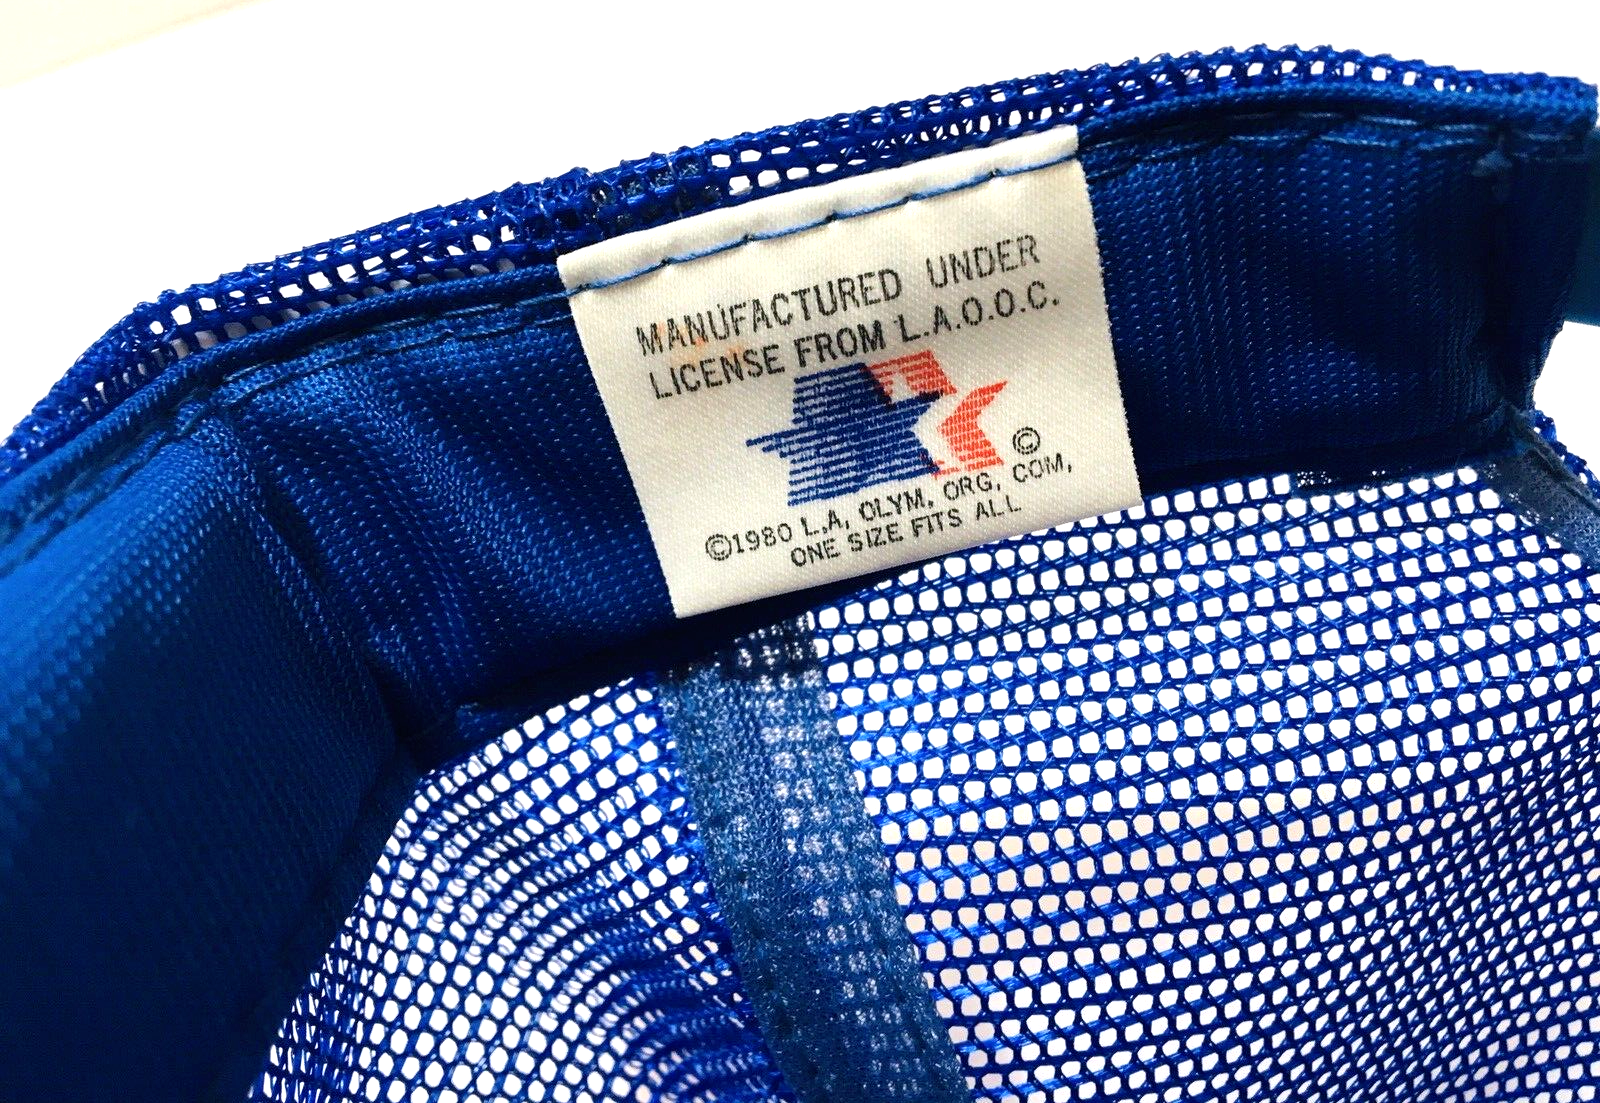 MANUFACTURED UNDER
LICENSE FROM L.A.O.O.C.
©
©1980 L.A, OLYM, ORG, COM,
ONE SIZE FITS ALL